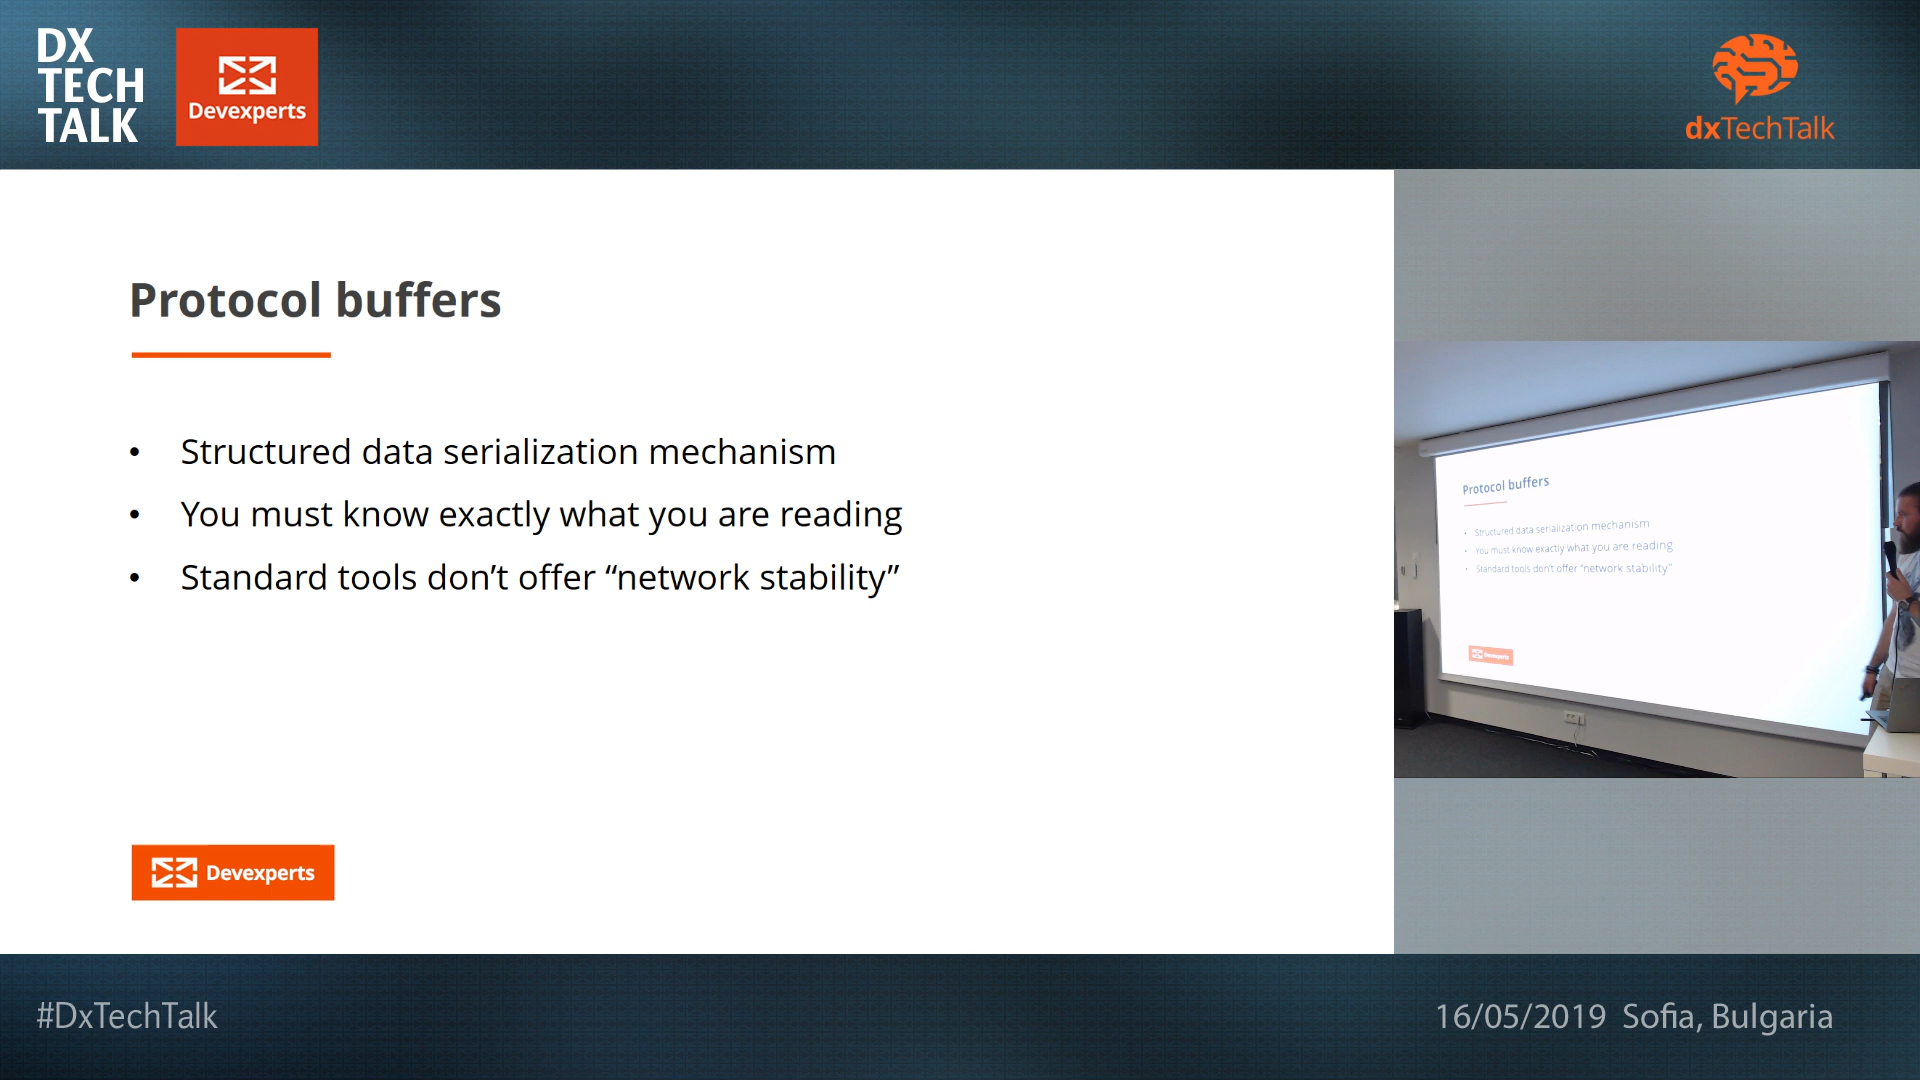 DX
TECH
TALK
Devexperts
dxTechTalk
Protocol buffers
• Structured data serialization mechanism
• You must know exactly what you are reading
• Standard tools don’t offer “network stability”
Devexperts
Protocol buffers
• Structured data serialization mechanism
• You must know exactly what you are reading
• Standard tools don’t offer “network stability”
Devexperts
#DxTechTalk
16/05/2019 Sofia, Bulgaria